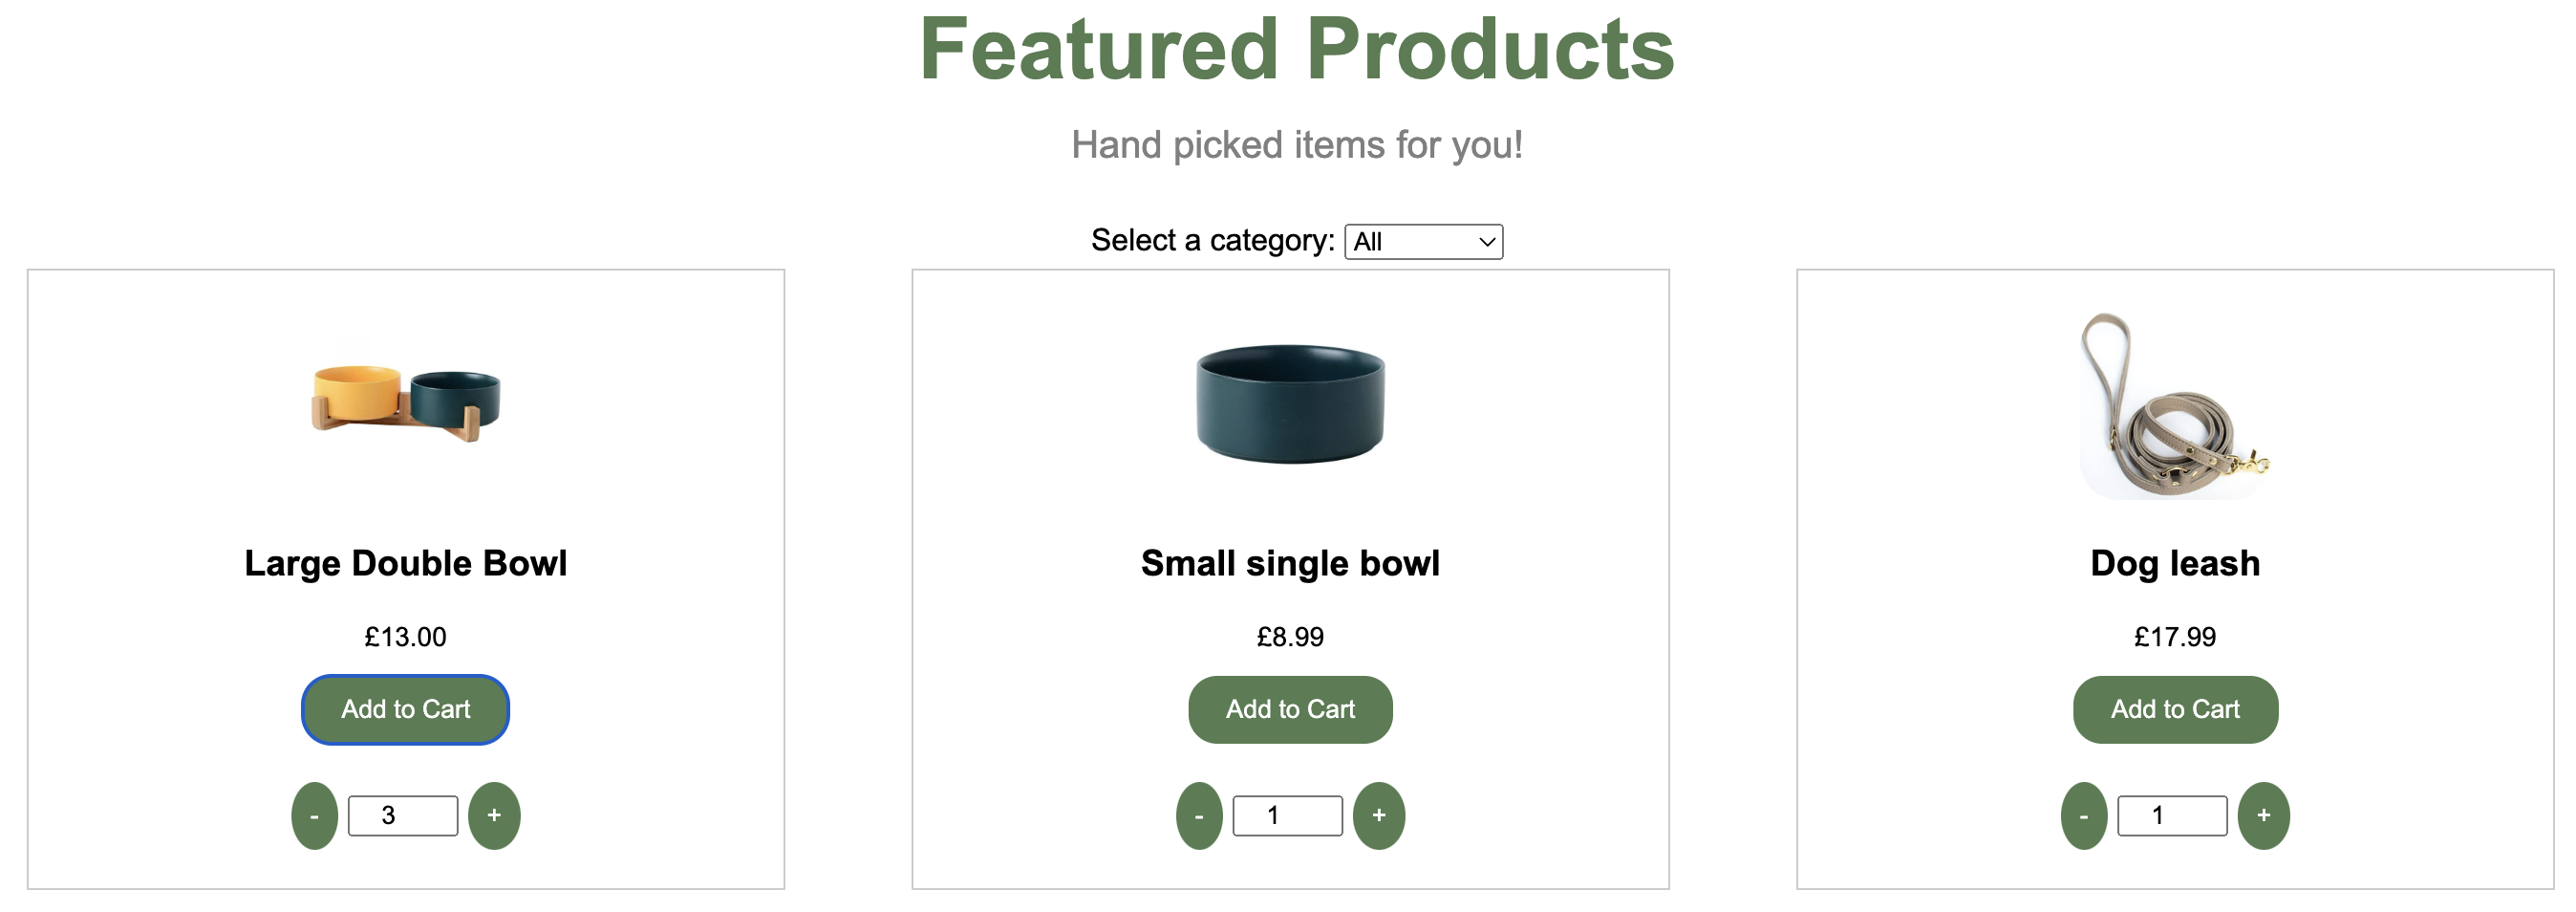 Featured Products
Hand picked items for you!
Select a category: All
Large Double Bowl
£13.00
Add to Cart
- 3 +
Small single bowl
£8.99
Add to Cart
- 1 +
Dog leash
£17.99
Add to Cart
- 1 +